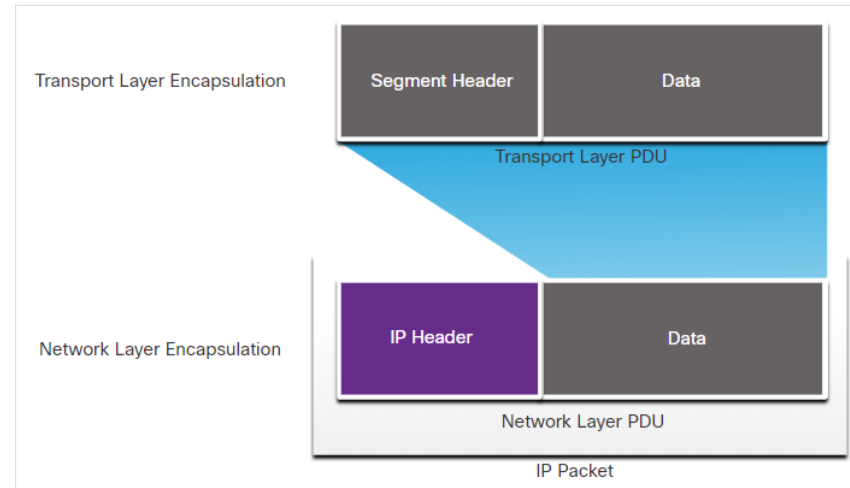 Transport Layer Encapsulation
Segment Header
Data
Transport Layer PDU
Network Layer Encapsulation
IP Header
Data
Network Layer PDU
IP Packet